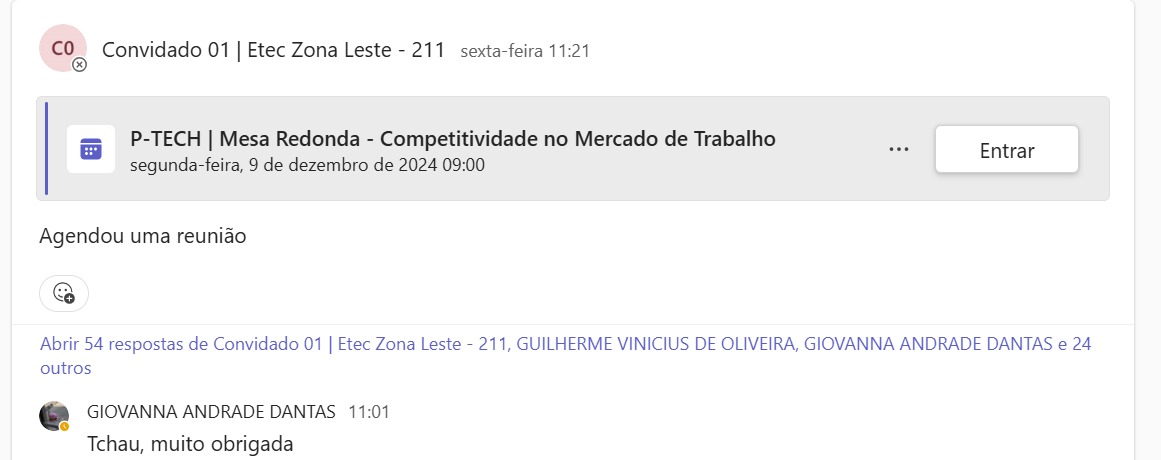 C0
Convidado 01 | Etec Zona Leste - 211 sexta-feira 11:21
P-TECH | Mesa Redonda - Competitividade no Mercado de Trabalho
segunda-feira, 9 de dezembro de 2024 09:00
... Entrar
Agendou uma reunião
Abrir 54 respostas de Convidado 01 | Etec Zona Leste - 211, GUILHERME VINICIUS DE OLIVEIRA, GIOVANNA ANDRADE DANTAS e 24
outros
GIOVANNA ANDRADE DANTAS 11:01
Tchau, muito obrigada